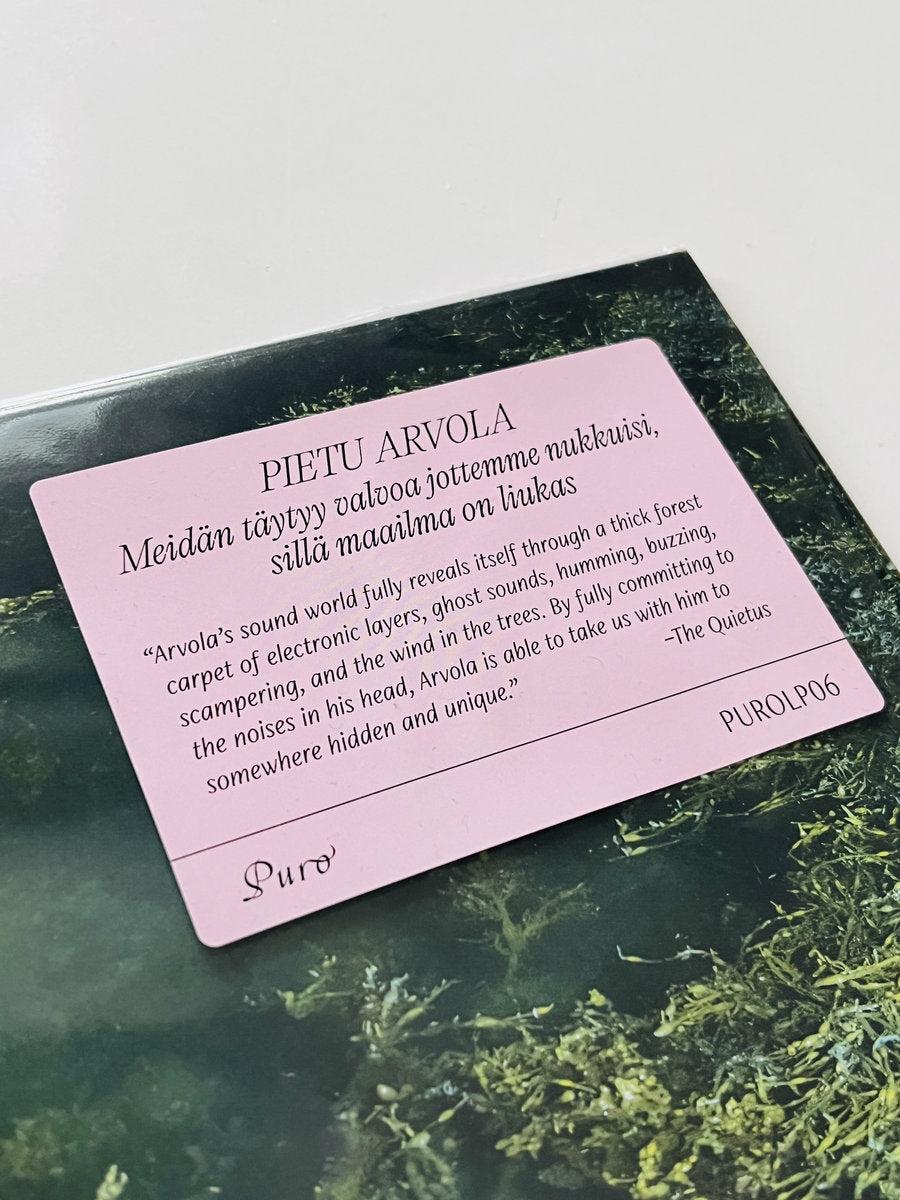 PIETU ARVOLA
Meidän täytyy valvoa jottemme nukkuisi,
sillä maailma on liukas
“Arvola’s sound world fully reveals itself through a thick forest
carpet of electronic layers, ghost sounds, humming, buzzing,
scampering, and the wind in the trees. By fully committing to
the noises in his head, Arvola is able to take us with him to
somewhere hidden and unique.”
–The Quietus
Puro
PUROLP06